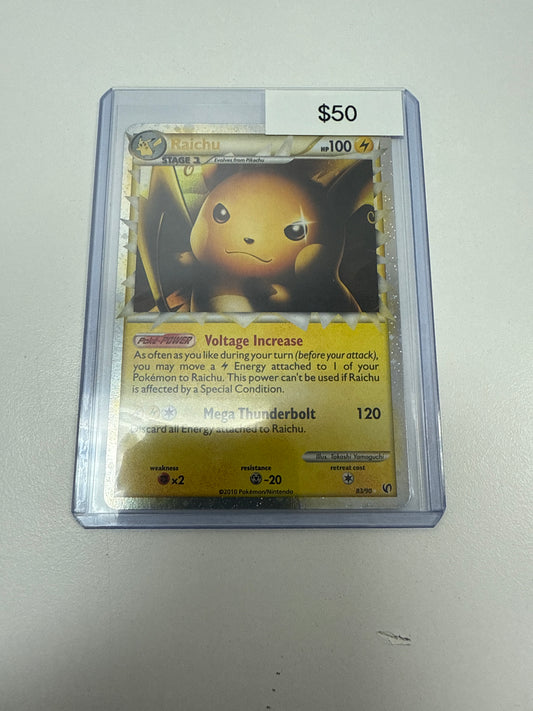 $50
Raichu
HP 100
STAGE 1
Evolves from Pikachu
Poké-POWER Voltage Increase
As often as you like during your turn (before your attack),
you may move a Energy attached to 1 of your
Pokémon to Raichu. This power can't be used if Raichu
is affected by a Special Condition.
Mega Thunderbolt 120
Discard all Energy attached to Raichu.
Illus. Takashi Yamaguchi
weakness resistance retreat cost
x2 -20
©2010 Pokémon/Nintendo
83/90